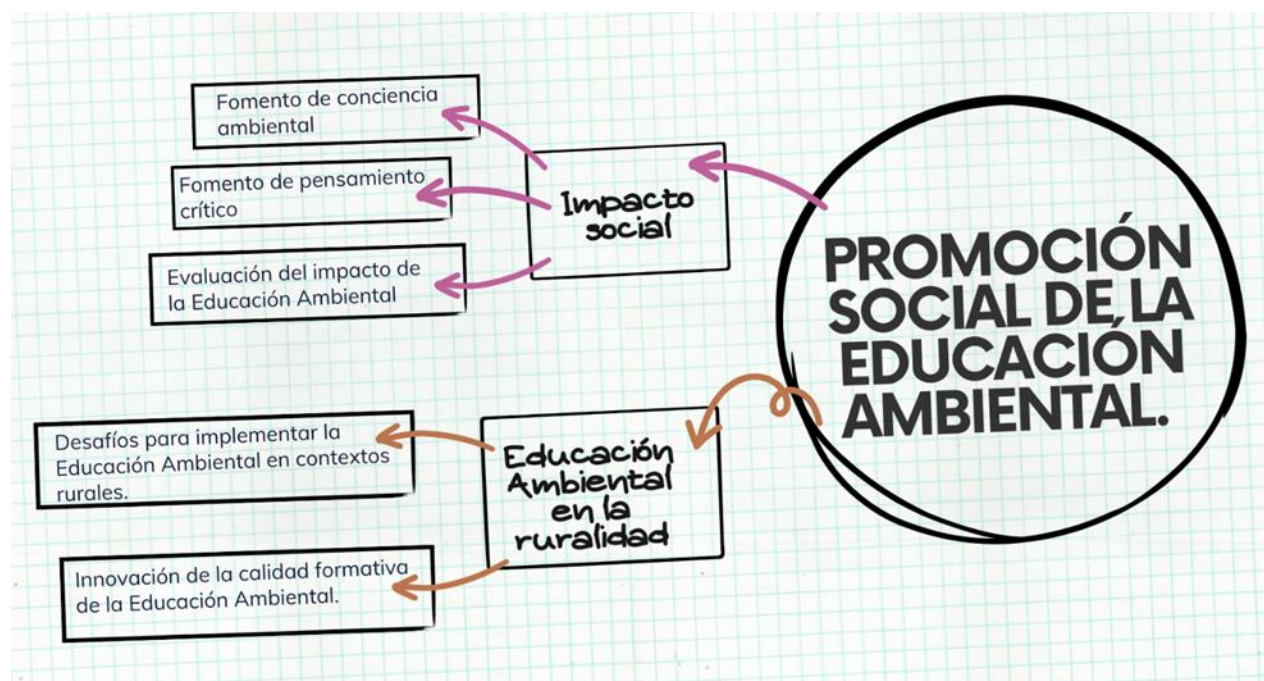 Fomento de conciencia
ambiental
Fomento de pensamiento
crítico
Evaluación del impacto de
la Educación Ambiental
Impacto
social
PROMOCIÓN
SOCIAL DE LA
EDUCACIÓN
AMBIENTAL.
Desafíos para implementar la
Educación Ambiental en contextos
rurales.
Innovación de la calidad formativa
de la Educación Ambiental.
Educación
Ambiental
en la
ruralidad